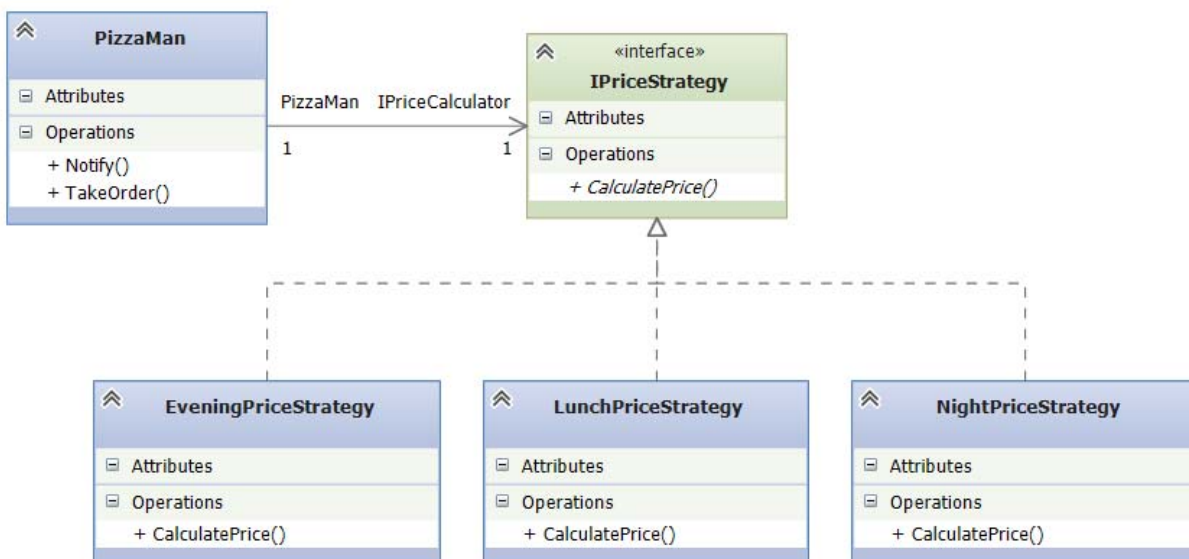 PizzaMan
Attributes
Operations
+ Notify()
+ TakeOrder()
PizzaMan IPriceCalculator
1 1
«interface»
IPriceStrategy
Attributes
Operations
+ CalculatePrice()
EveningPriceStrategy
Attributes
Operations
+ CalculatePrice()
LunchPriceStrategy
Attributes
Operations
+ CalculatePrice()
NightPriceStrategy
Attributes
Operations
+ CalculatePrice()